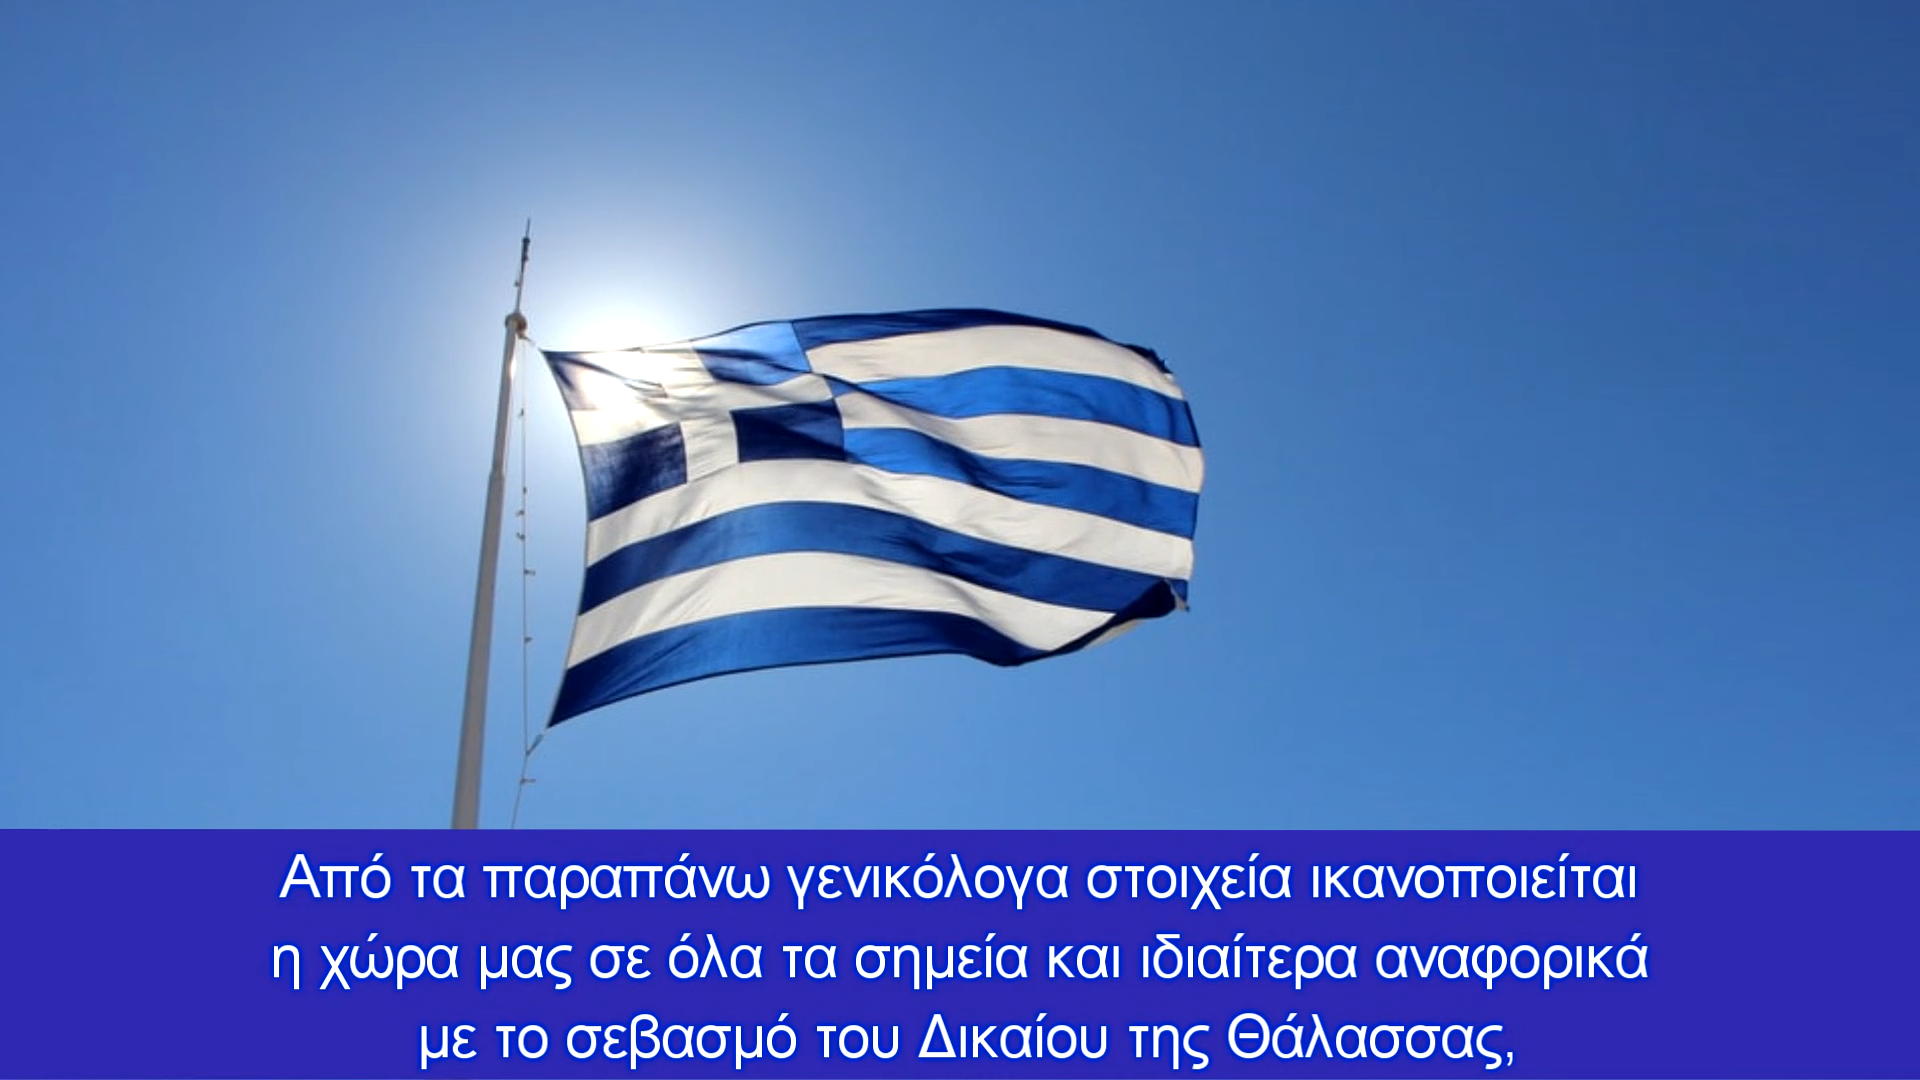 Από τα παραπάνω γενικόλογα στοιχεία ικανοποιείται
η χώρα μας σε όλα τα σημεία και ιδιαίτερα αναφορικά
με το σεβασμό του Δικαίου της Θάλασσας,